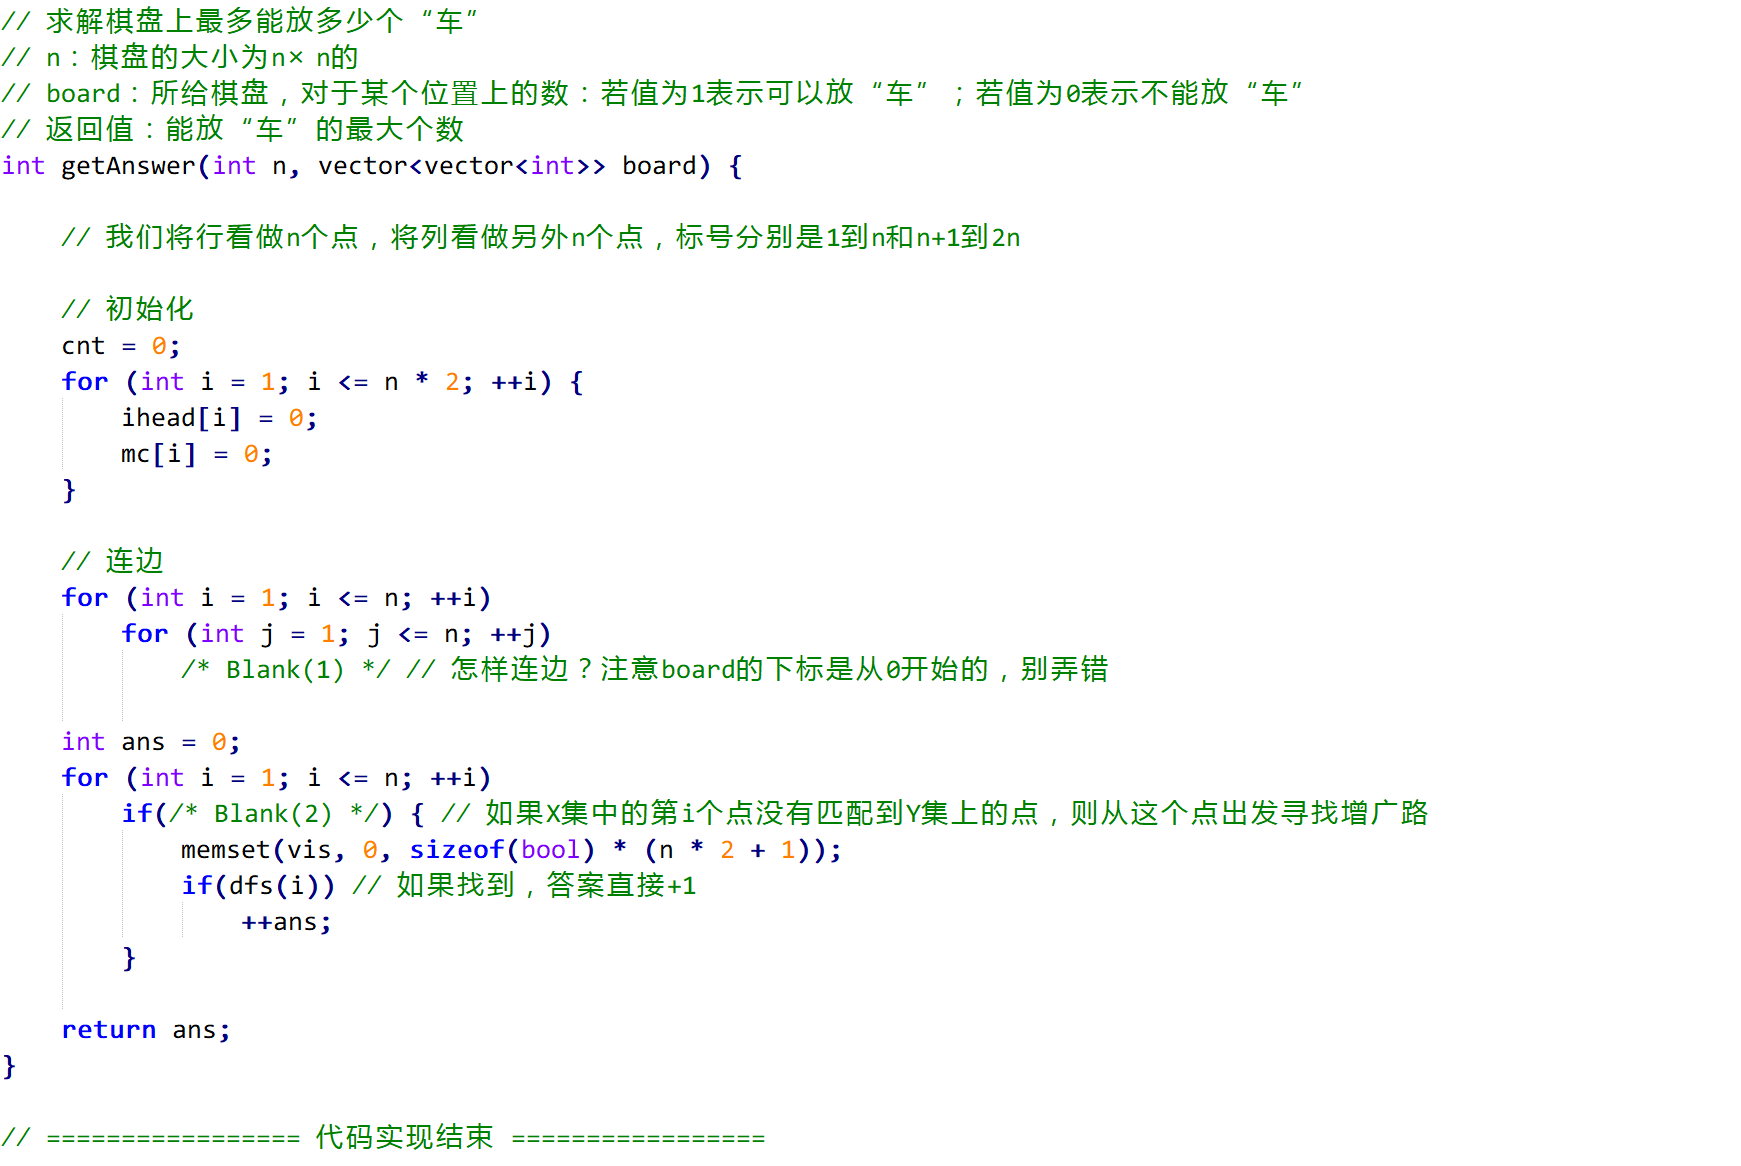 // 求解棋盘上最多能放多少个“车”
// n：棋盘的大小为n× n的
// board：所给棋盘，对于某个位置上的数：若值为1表示可以放“车”；若值为0表示不能放“车”
// 返回值：能放“车”的最大个数
int getAnswer(int n, vector<vector<int>> board) {
    // 我们将行看做n个点，将列看做另外n个点，标号分别是1到n和n+1到2n
    // 初始化
    cnt = 0;
    for (int i = 1; i <= n * 2; ++i) {
        ihead[i] = 0;
        mc[i] = 0;
    }
    // 连边
    for (int i = 1; i <= n; ++i)
        for (int j = 1; j <= n; ++j)
            /* Blank(1) */ // 怎样连边？注意board的下标是从0开始的，别弄错
    int ans = 0;
    for (int i = 1; i <= n; ++i)
        if(/* Blank(2) */) { // 如果X集中的第i个点没有匹配到Y集上的点，则从这个点出发寻找增广路
            memset(vis, 0, sizeof(bool) * (n * 2 + 1));
            if(dfs(i)) // 如果找到，答案直接+1
                ++ans;
        }
    return ans;
}
// ================= 代码实现结束 =================